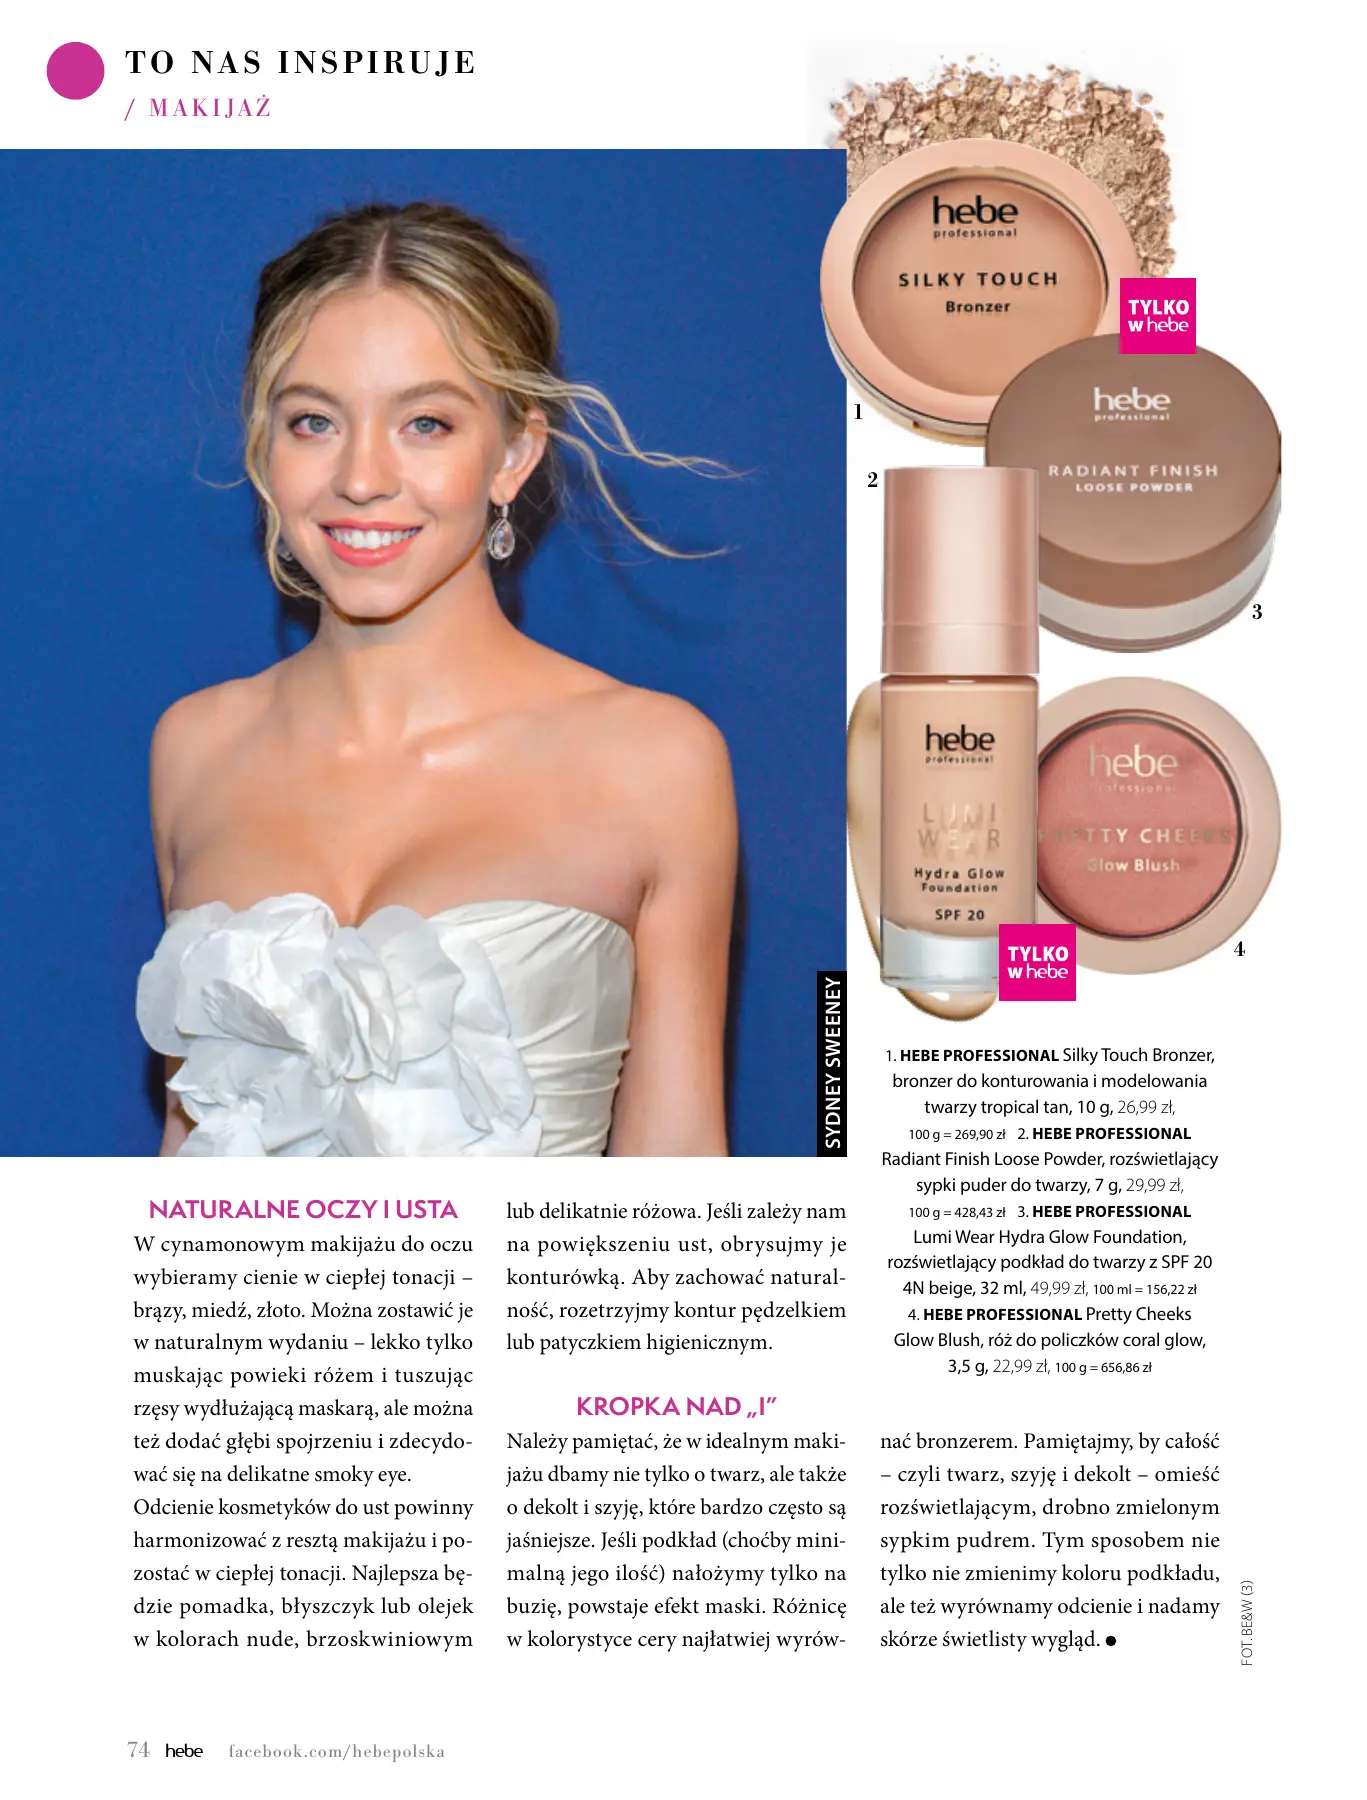 TO NAS INSPIRUJE
/ MAKIJAŻ
hebe
professional
SILKY TOUCH
Bronzer
TYLKO
w hebe
1
hebe
professional
RADIANT FINISH
LOOSE POWDER
2
3
hebe
professional
LUMI
WEAR
Hydra Glow
Foundation
SPF 20
hebe
professional
PRETTY CHEEKS
Glow Blush
TYLKO
w hebe
4
SYDNEY SWEENEY
1. HEBE PROFESSIONAL Silky Touch Bronzer,
bronzer do konturowania i modelowania
twarzy tropical tan, 10 g, 26,99 zł,
100 g = 269,90 zł 2. HEBE PROFESSIONAL
Radiant Finish Loose Powder, rozświetlający
sypki puder do twarzy, 7 g, 29,99 zł,
100 g = 428,43 zł 3. HEBE PROFESSIONAL
Lumi Wear Hydra Glow Foundation,
rozświetlający podkład do twarzy z SPF 20
4N beige, 32 ml, 49,99 zł, 100 ml = 156,22 zł
4. HEBE PROFESSIONAL Pretty Cheeks
Glow Blush, róż do policzków coral glow,
3,5 g, 22,99 zł, 100 g = 656,86 zł
NATURALNE OCZY I USTA
W cynamonowym makijażu do oczu
wybieramy cienie w ciepłej tonacji –
brązy, miedź, złoto. Można zostawić je
w naturalnym wydaniu – lekko tylko
muskając powieki różem i tuszując
rzęsy wydłużającą maskarą, ale można
też dodać głębi spojrzeniu i zdecydo-
wać się na delikatne smoky eye.
Odcienie kosmetyków do ust powinny
harmonizować z resztą makijażu i po-
zostać w ciepłej tonacji. Najlepsza bę-
dzie pomadka, błyszczyk lub olejek
w kolorach nude, brzoskwiniowym
lub delikatnie różowa. Jeśli zależy nam
na powiększeniu ust, obrysujmy je
konturówką. Aby zachować natural-
ność, rozetrzyjmy kontur pędzelkiem
lub patyczkiem higienicznym.
KROPKA NAD „I”
Należy pamiętać, że w idealnym maki-
jażu dbamy nie tylko o twarz, ale także
o dekolt i szyję, które bardzo często są
jaśniejsze. Jeśli podkład (choćby mini-
malną jego ilość) nałożymy tylko na
buzię, powstaje efekt maski. Różnicę
w kolorystyce cery najłatwiej wyrów-
nać bronzerem. Pamiętajmy, by całość
– czyli twarz, szyję i dekolt – omieść
rozświetlającym, drobno zmielonym
sypkim pudrem. Tym sposobem nie
tylko nie zmienimy koloru podkładu,
ale też wyrównamy odcienie i nadamy
skórze świetlisty wygląd. ●
FOT. BE&W (3)
74 hebe facebook.com/hebepolska